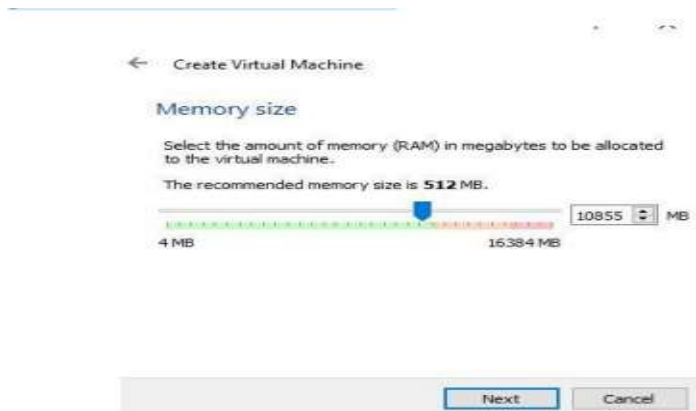 Create Virtual Machine
Memory size
Select the amount of memory (RAM) in megabytes to be allocated
to the virtual machine.
The recommended memory size is 512 MB.
10855 MB
4 MB 16384 MB
Next Cancel